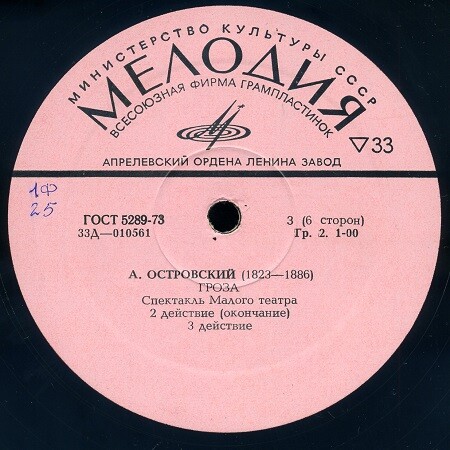 МИНИСТЕРСТВО КУЛЬТУРЫ СССР
МЕЛОДИЯ
ВСЕСОЮЗНАЯ ФИРМА ГРАМПЛАСТИНОК
▽33
АПРЕЛЕВСКИЙ ОРДЕНА ЛЕНИНА ЗАВОД
1Ф
25
ГОСТ 5289-73
33Д—010561
3 (6 сторон)
Гр. 2. 1-00
А. ОСТРОВСКИЙ (1823—1886)
ГРОЗА
Спектакль Малого театра
2 действие (окончание)
3 действие